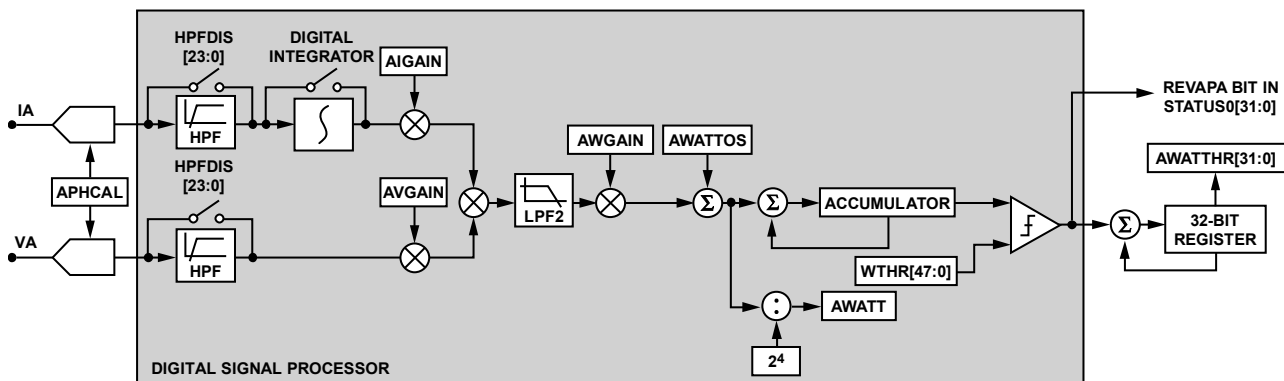 HPFDIS
[23:0]
DIGITAL
INTEGRATOR
AIGAIN
IA
HPF
REVAPA BIT IN
STATUS0[31:0]
HPFDIS
[23:0]
APHCAL
AVGAIN
LPF2
AWGAIN
AWATTOS
Σ
Σ
ACCUMULATOR
AWATTHR[31:0]
Σ
32-BIT
REGISTER
VA
HPF
WTHR[47:0]
:
AWATT
2⁴
DIGITAL SIGNAL PROCESSOR